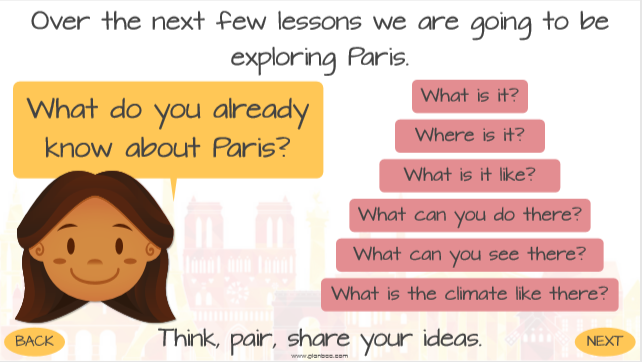 Over the next few lessons we are going to be
exploring Paris.
What do you already
know about Paris?
What is it?
Where is it?
What is it like?
What can you do there?
What can you see there?
What is the climate like there?
Think, pair, share your ideas.
BACK
NEXT
www.planbee.com